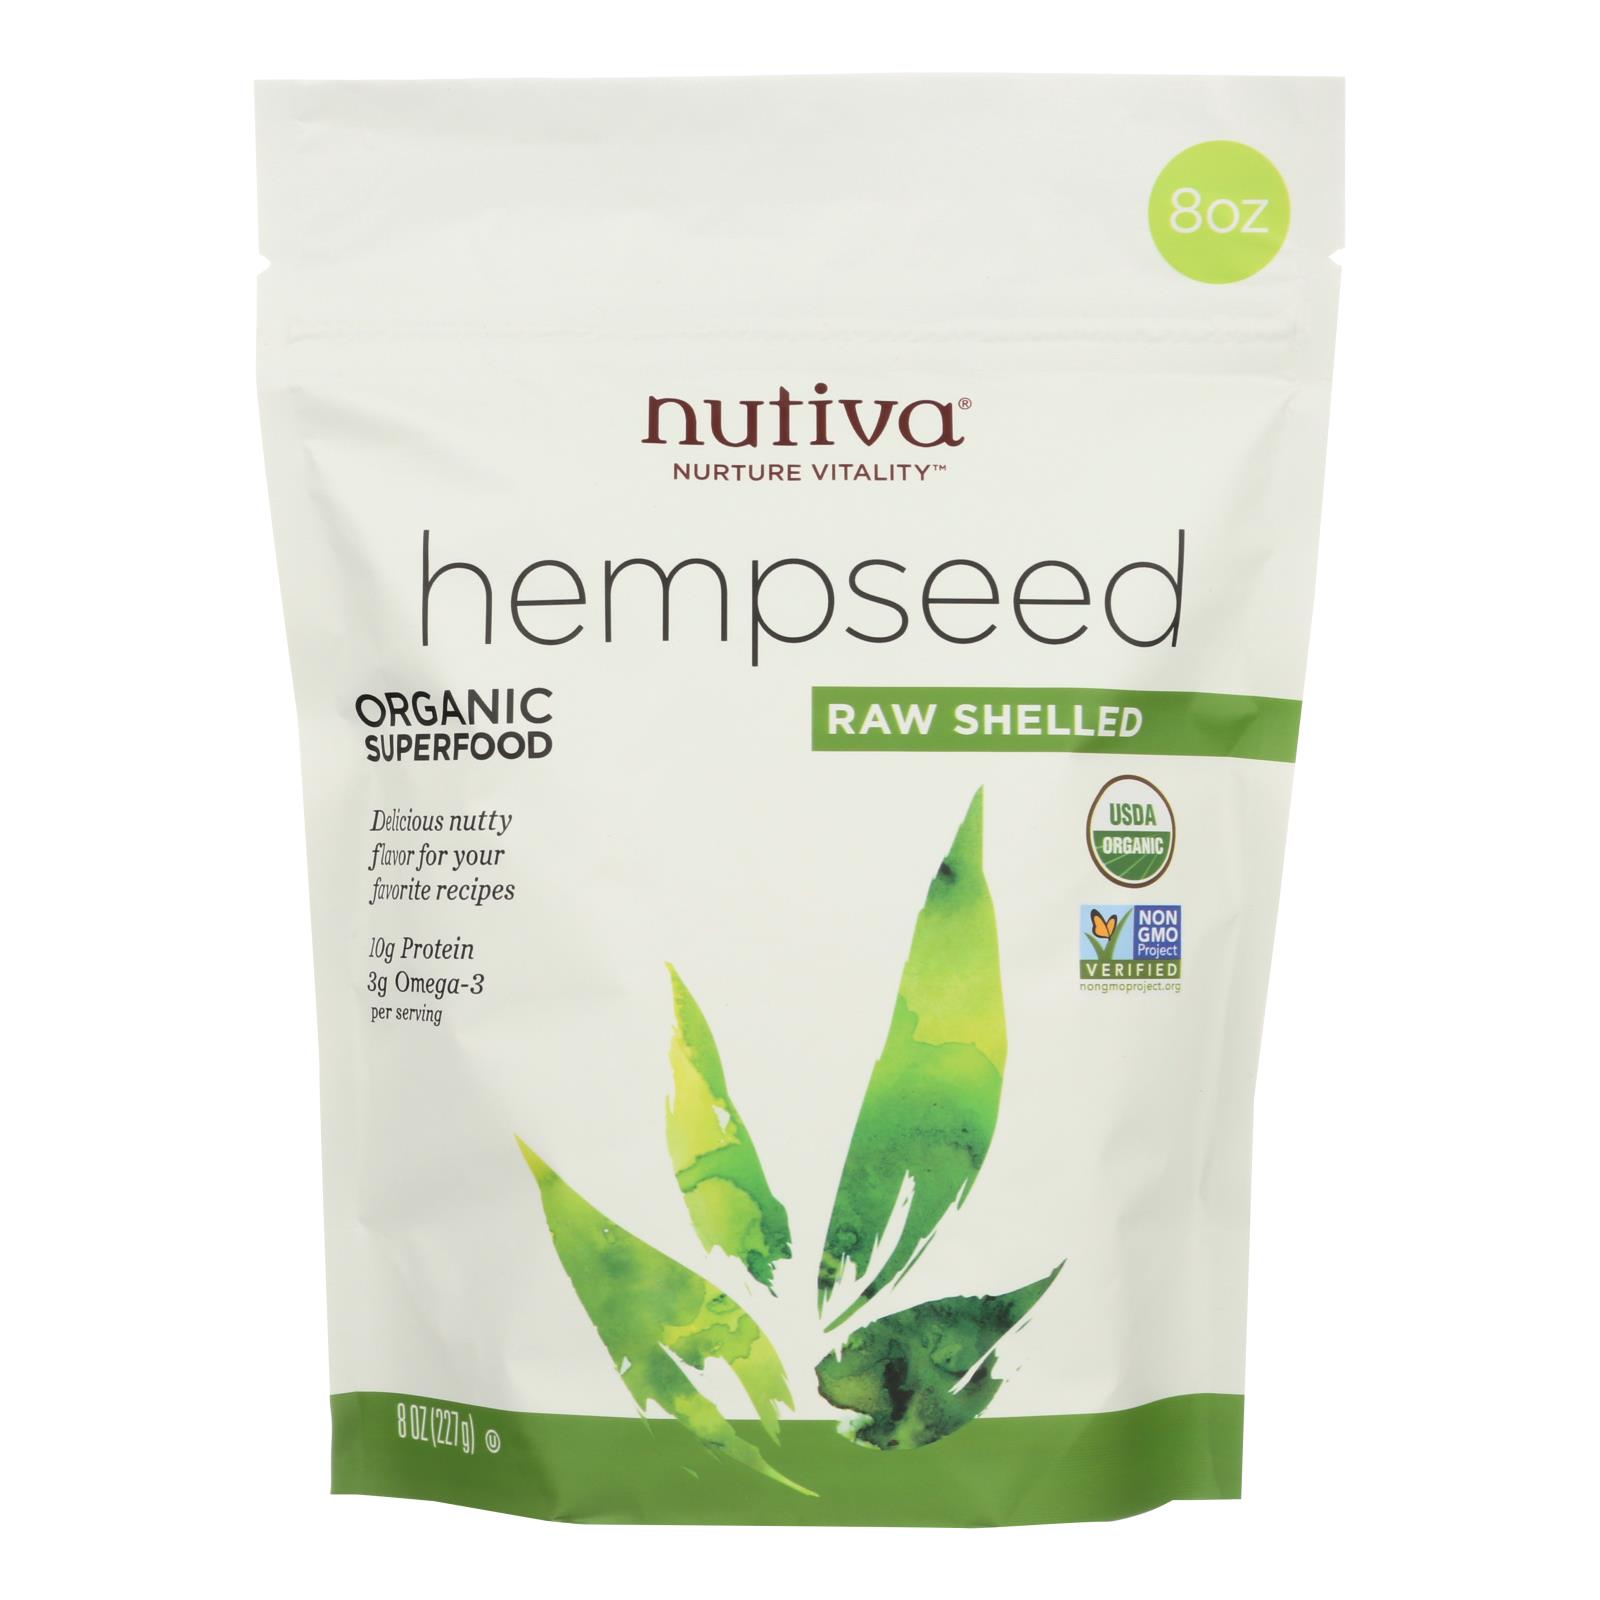 8oz
nutiva®
NURTURE VITALITY™
hempseed
ORGANIC
SUPERFOOD
RAW SHELLED
Delicious nutty
flavor for your
favorite recipes
10g Protein
3g Omega-3
per serving
USDA
ORGANIC
NON
GMO
Project
VERIFIED
nongmoproject.org
8 OZ (227g) U